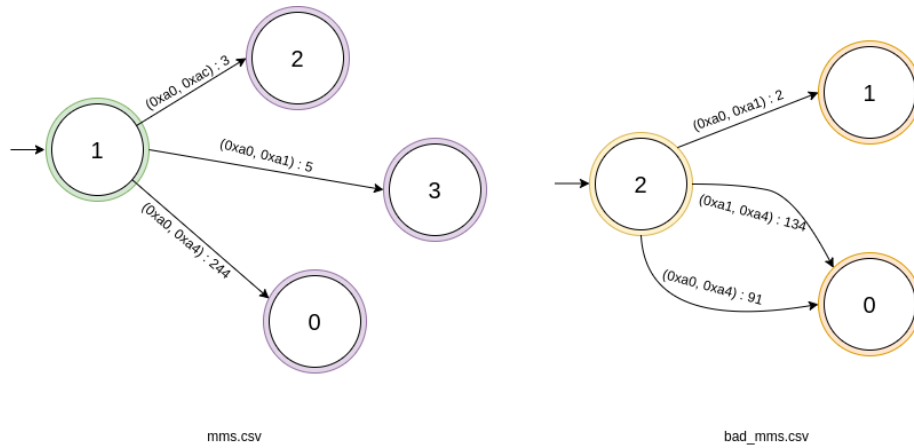 2
(0xa0, 0xac) : 3
1
(0xa0, 0xa1) : 5
3
(0xa0, 0xa4) : 244
0
mms.csv
1
(0xa0, 0xa1) : 2
2
(0xa1, 0xa4) : 134
(0xa0, 0xa4) : 91
0
bad_mms.csv